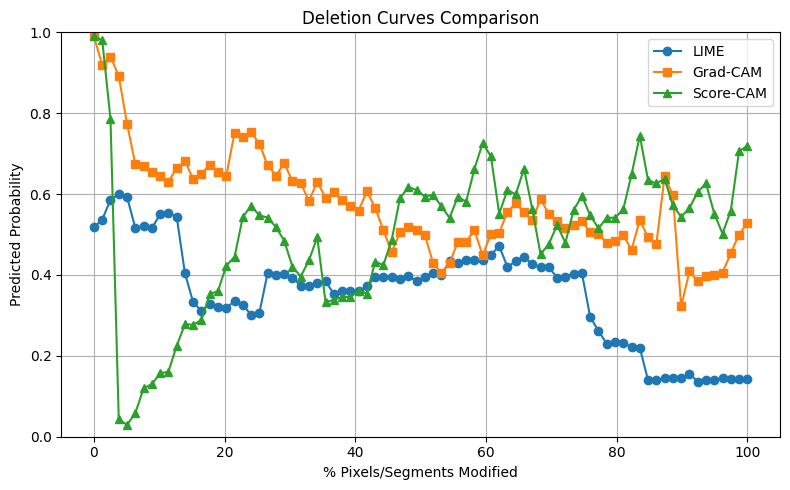 Deletion Curves Comparison
LIME
Grad-CAM
Score-CAM
Predicted Probability
1.0
0.8
0.6
0.4
0.2
0.0
0 20 40 60 80 100
% Pixels/Segments Modified